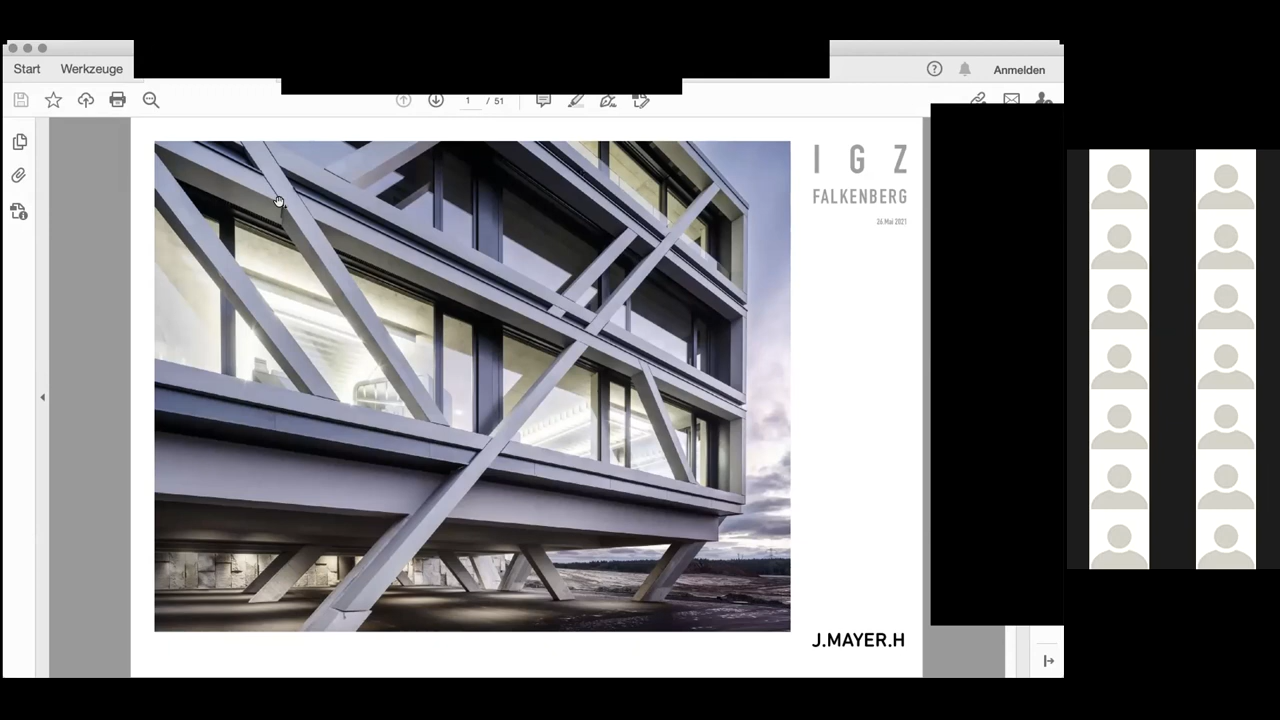 Start Werkzeuge Anmelden
1 / 51
I G Z
FALKENBERG
26 Mai 2021
J.MAYER.H